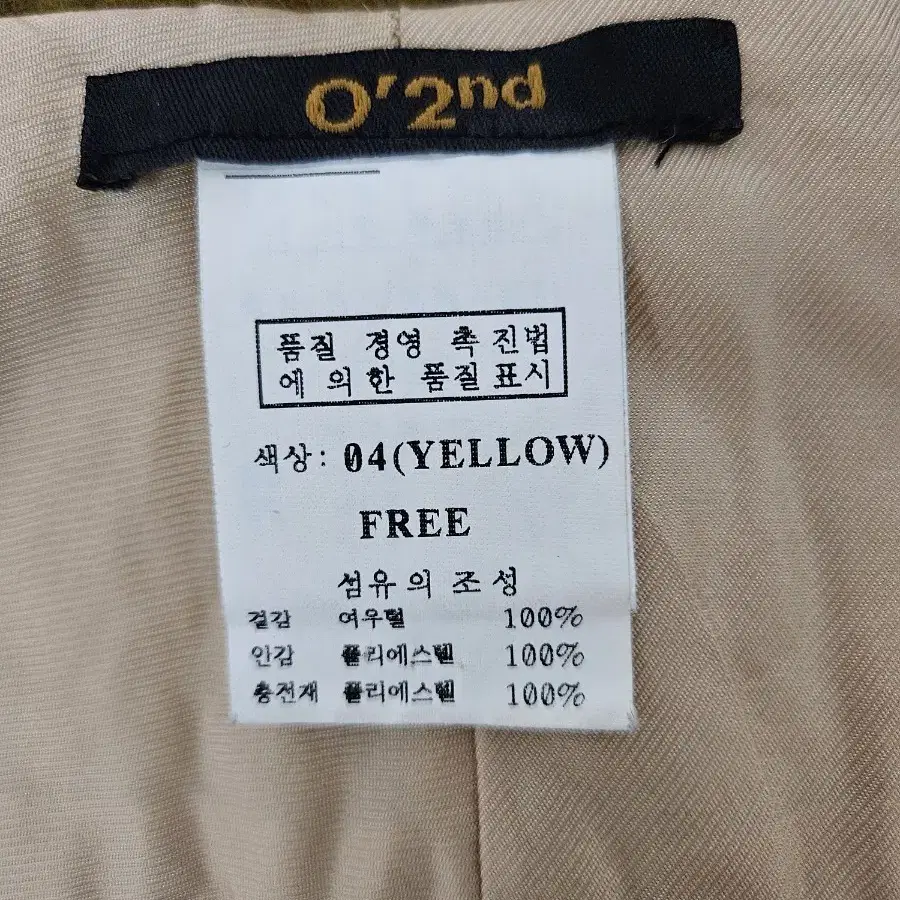 O'2nd
품질 경영 촉진법
에 의한 품질표시
색상: 04(YELLOW)
FREE
섬유의 조성
겉감 여우털 100%
안감 폴리에스텔 100%
충전재 폴리에스텔 100%